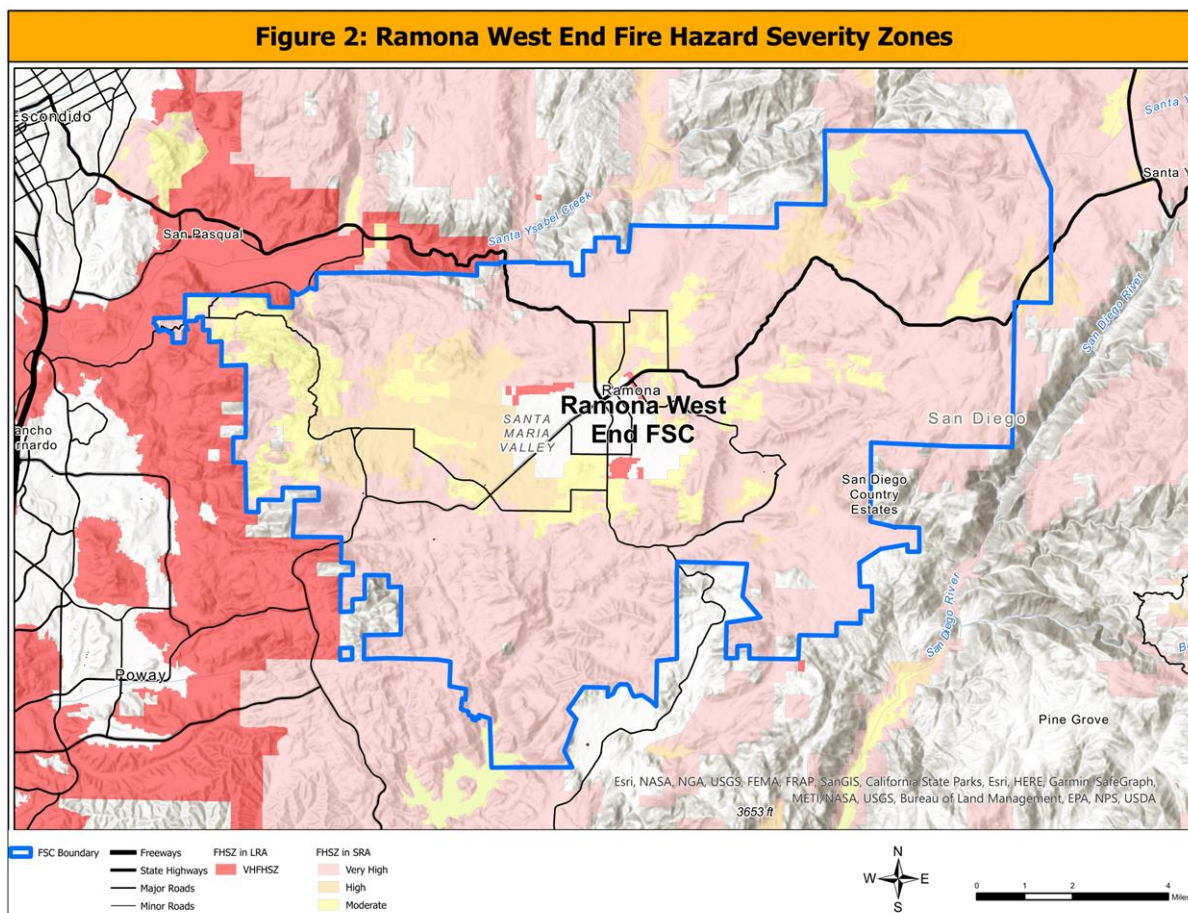 Figure 2: Ramona West End Fire Hazard Severity Zones
Escondido
Santa Y
San Pasqual
Santa Ysabel Creek
San Diego River
Ramona
Ramona West
End FSC
SANTA
MARIA
VALLEY
San Diego
ancho
rnardo
San Diego
Country
Estates
San Diego River
Poway
Pine Grove
Esri, NASA, NGA, USGS, FEMA, FRAP, SanGIS, California State Parks, Esri, HERE, Garmin, SafeGraph,
METI/NASA, USGS, Bureau of Land Management, EPA, NPS, USDA
3653 ft
FSC Boundary
Freeways
State Highways
Major Roads
Minor Roads
FHSZ in LRA
VHFHSZ
FHSZ in SRA
Very High
High
Moderate
N
W E
S
0 1 2 4
Miles